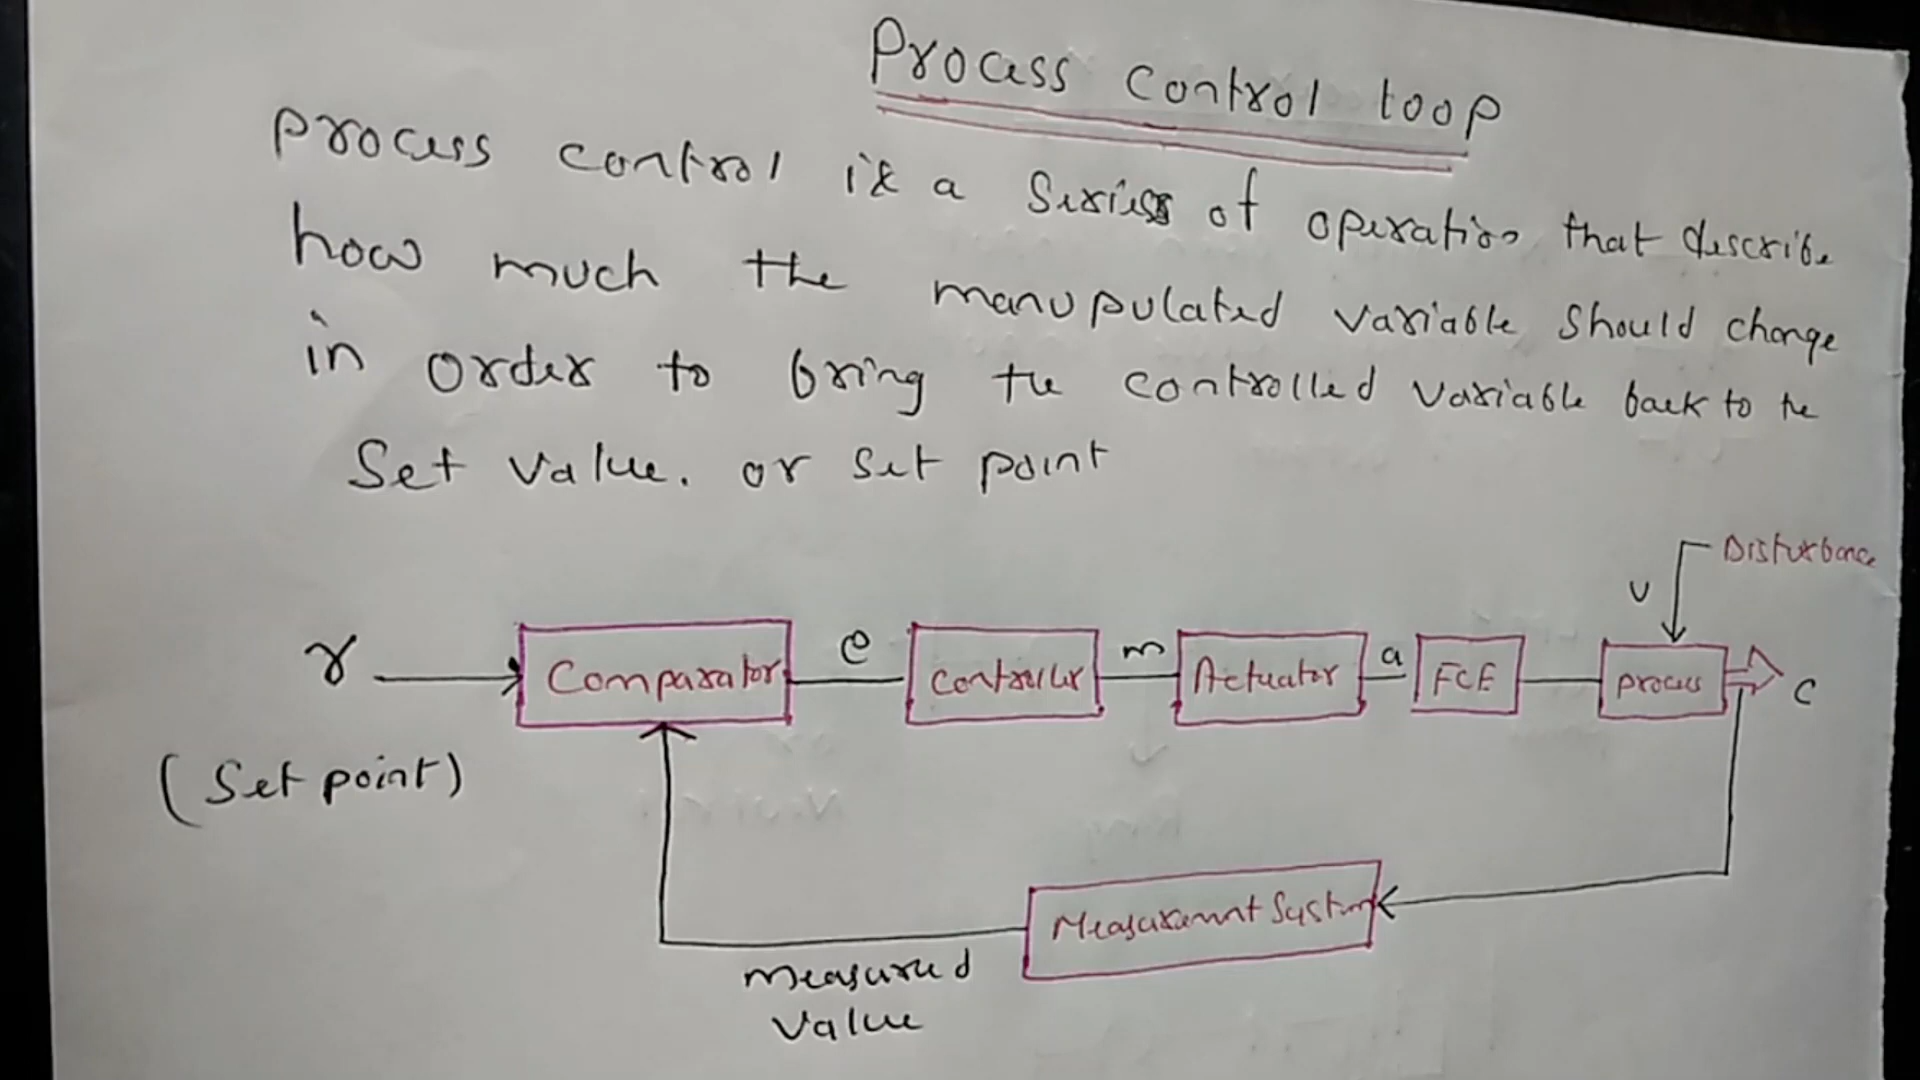 Process control loop
process control is a series of operation that describe
how much the manupulated variable should change
in order to bring the controlled variable back to the
Set value. or set point
Disturbance
U
r
Comparator
e
Controller
m
Actuator
a
FCE
process
C
(Set point)
Measurement System
measured
value